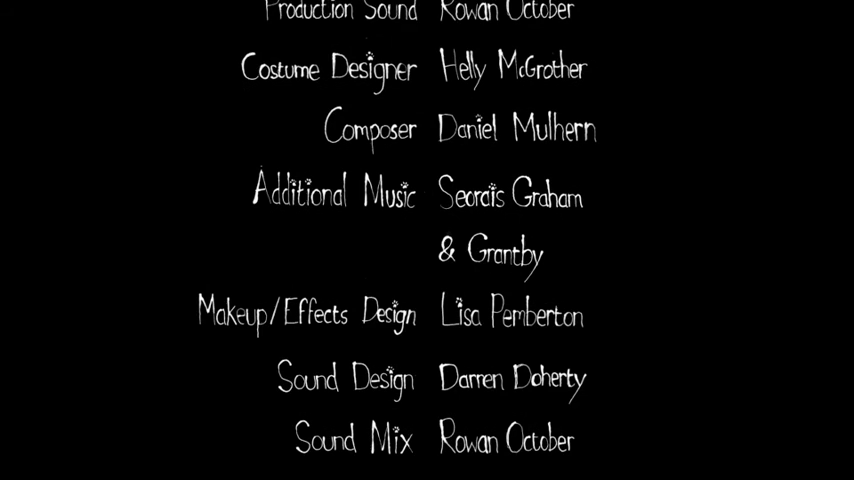 Production Sound Rowan October
Costume Designer Helly McGrother
Composer Daniel Mulhern
Additional Music Seorais Graham
& Grantby
Makeup/Effects Design Lisa Pemberton
Sound Design Darren Doherty
Sound Mix Rowan October